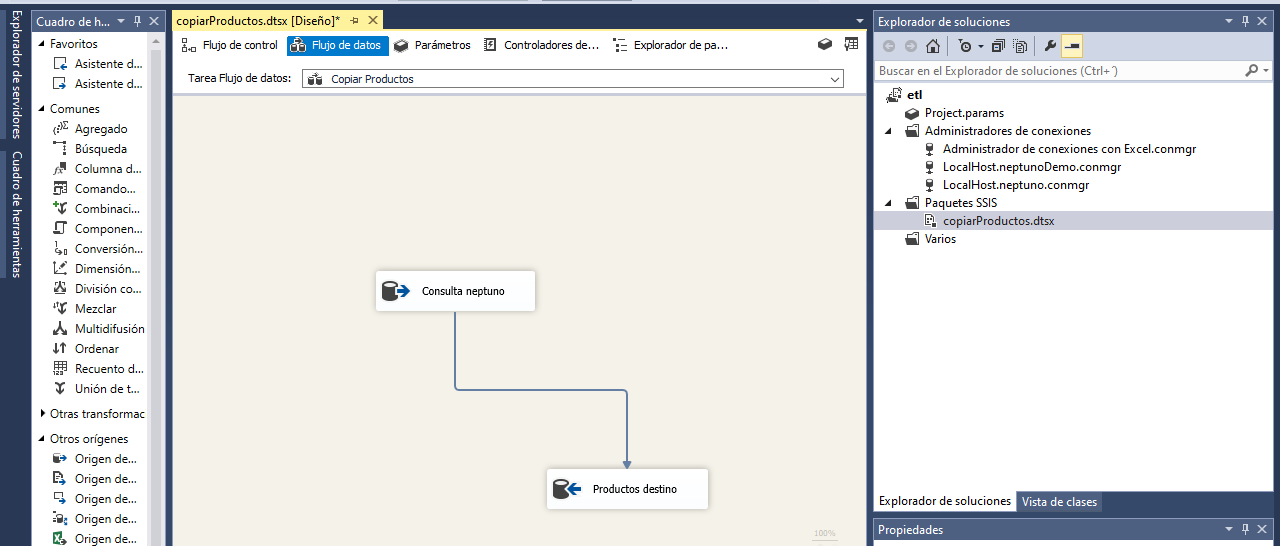 Explorador de servidores
Cuadro de herramientas
Cuadro de h...
Favoritos
Asistente d...
Asistente d...
Comunes
Agregado
Búsqueda
Columna d...
Comando...
Combinaci...
Componen...
Conversión...
Dimensión...
División co...
Mezclar
Multidifusión
Ordenar
Recuento d...
Unión de t...
Otras transformac
Otros orígenes
Origen de...
Origen de...
Origen de...
Origen de...
Origen de...
copiarProductos.dtsx [Diseño]*
Flujo de control
Flujo de datos
Parámetros
Controladores de...
Explorador de pa...
Tarea Flujo de datos:
Copiar Productos
Consulta neptuno
Productos destino
100%
Explorador de soluciones
Buscar en el Explorador de soluciones (Ctrl+´)
etl
Project.params
Administradores de conexiones
Administrador de conexiones con Excel.conmgr
LocalHost.neptunoDemo.conmgr
LocalHost.neptuno.conmgr
Paquetes SSIS
copiarProductos.dtsx
Varios
Explorador de soluciones
Vista de clases
Propiedades